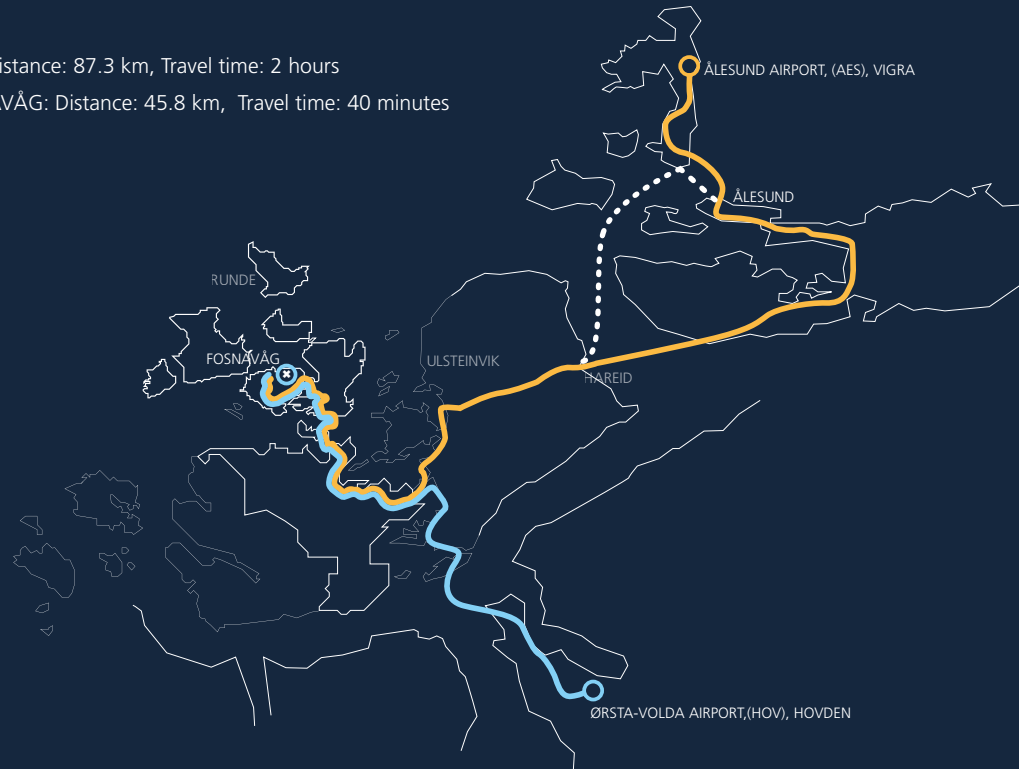 istance: 87.3 km, Travel time: 2 hours
VÅG: Distance: 45.8 km, Travel time: 40 minutes
ÅLESUND AIRPORT, (AES), VIGRA
ÅLESUND
RUNDE
FOSNAVÅG
ULSTEINVIK
HAREID
ØRSTA-VOLDA AIRPORT,(HOV), HOVDEN